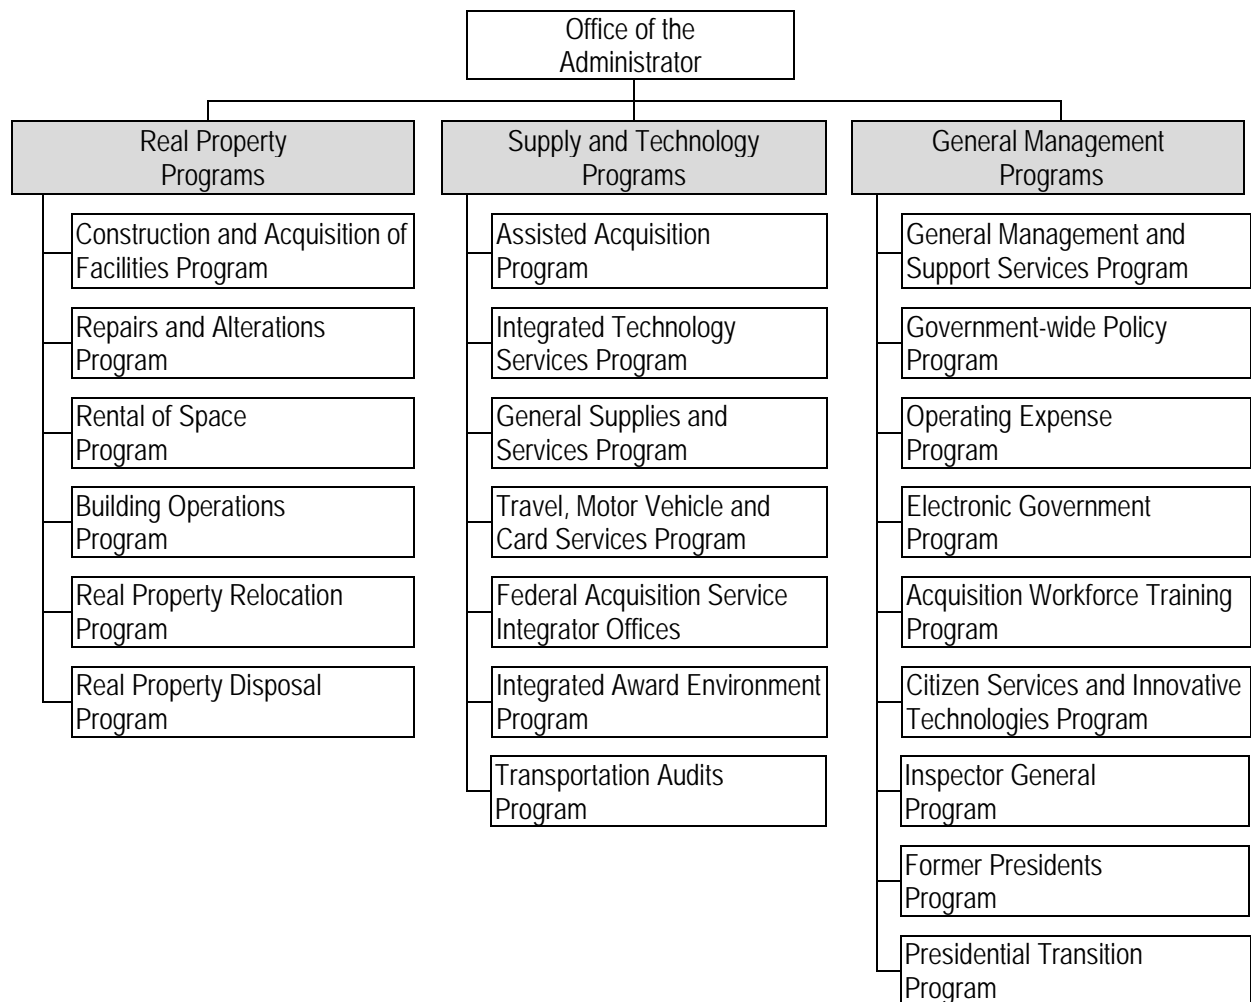 Office of the
Administrator
Real Property
Programs
Construction and Acquisition of
Facilities Program
Repairs and Alterations
Program
Rental of Space
Program
Building Operations
Program
Real Property Relocation
Program
Real Property Disposal
Program
Supply and Technology
Programs
Assisted Acquisition
Program
Integrated Technology
Services Program
General Supplies and
Services Program
Travel, Motor Vehicle and
Card Services Program
Federal Acquisition Service
Integrator Offices
Integrated Award Environment
Program
Transportation Audits
Program
General Management
Programs
General Management and
Support Services Program
Government-wide Policy
Program
Operating Expense
Program
Electronic Government
Program
Acquisition Workforce Training
Program
Citizen Services and Innovative
Technologies Program
Inspector General
Program
Former Presidents
Program
Presidential Transition
Program